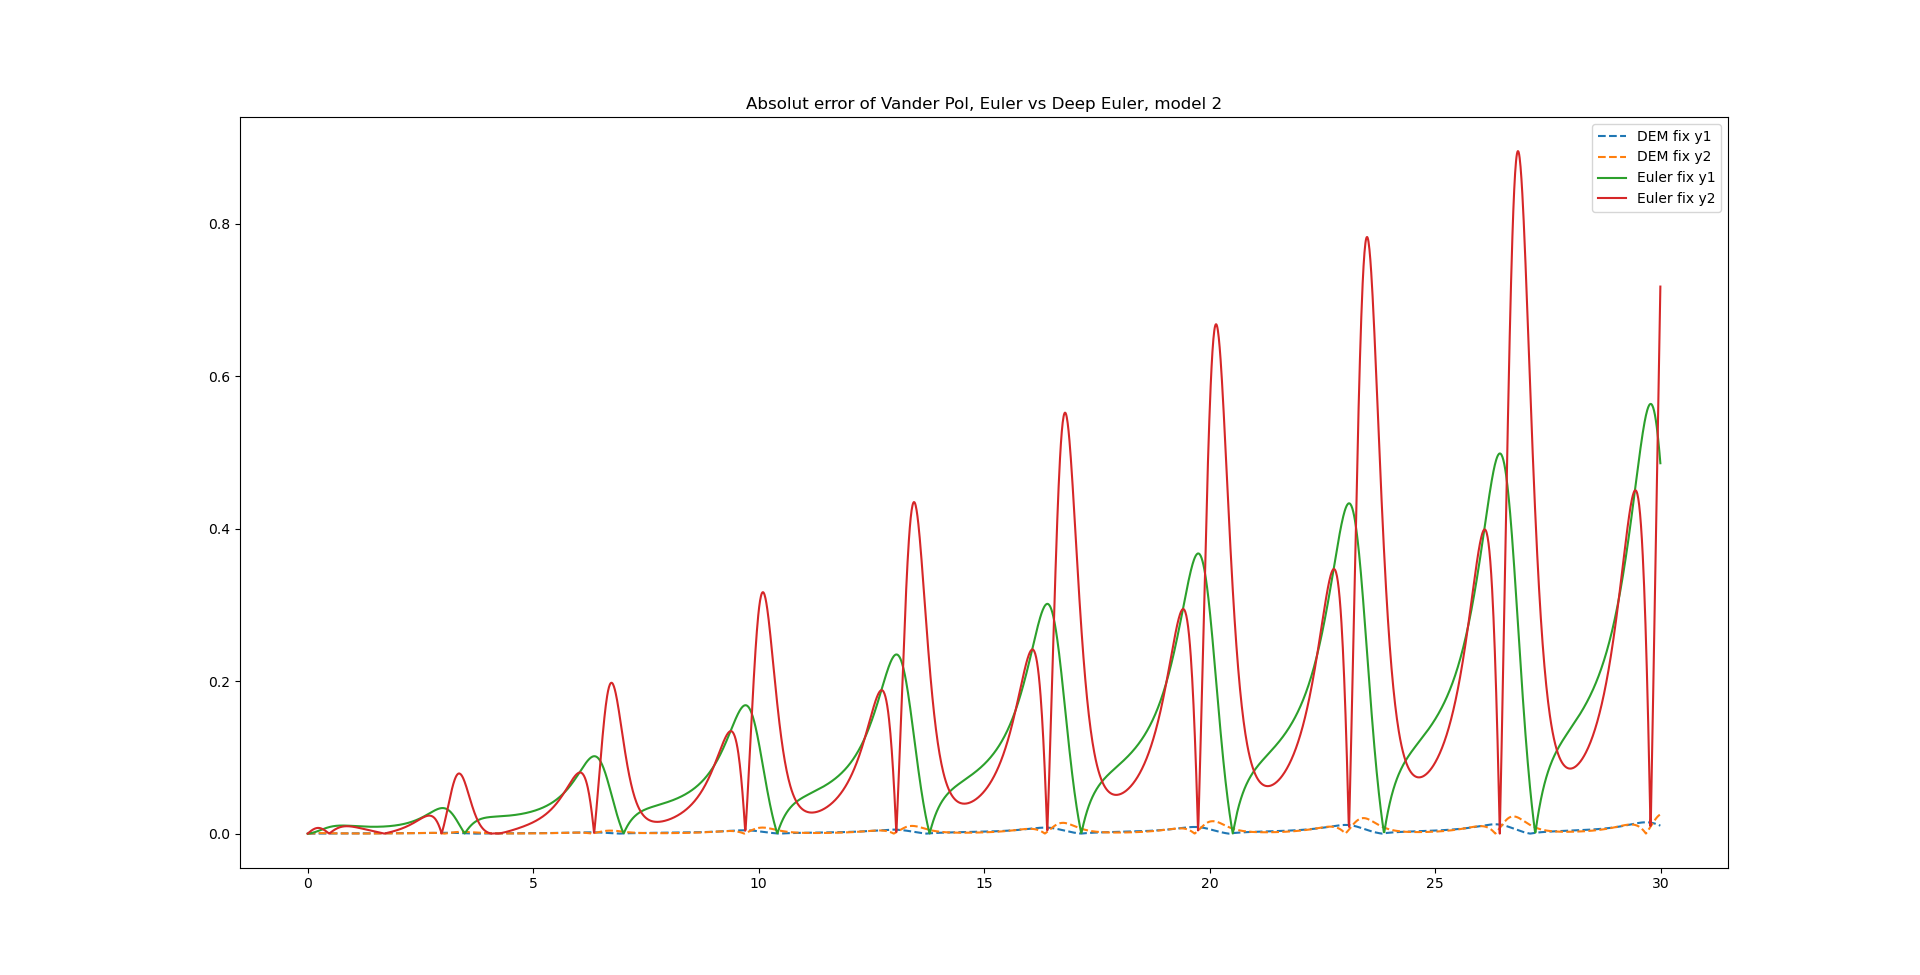 Absolut error of Vander Pol, Euler vs Deep Euler, model 2
DEM fix y1
DEM fix y2
Euler fix y1
Euler fix y2
0.8
0.6
0.4
0.2
0.0
0 5 10 15 20 25 30